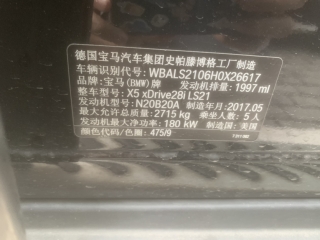 德国宝马汽车集团史帕滕博格工厂制造
车辆识别代号: WBALS2106H0X26617
品牌: 宝马(BMW)牌 发动机排量: 1997 ml
整车型号: X5 xDrive28i LS21
发动机型号: N20B20A 制造年月: 2017.05
最大允许总质量: 2715 kg 乘坐人数: 5人
发动机最大净功率: 180 kW 制造国: 美国
颜色代码/色圈: 475/9